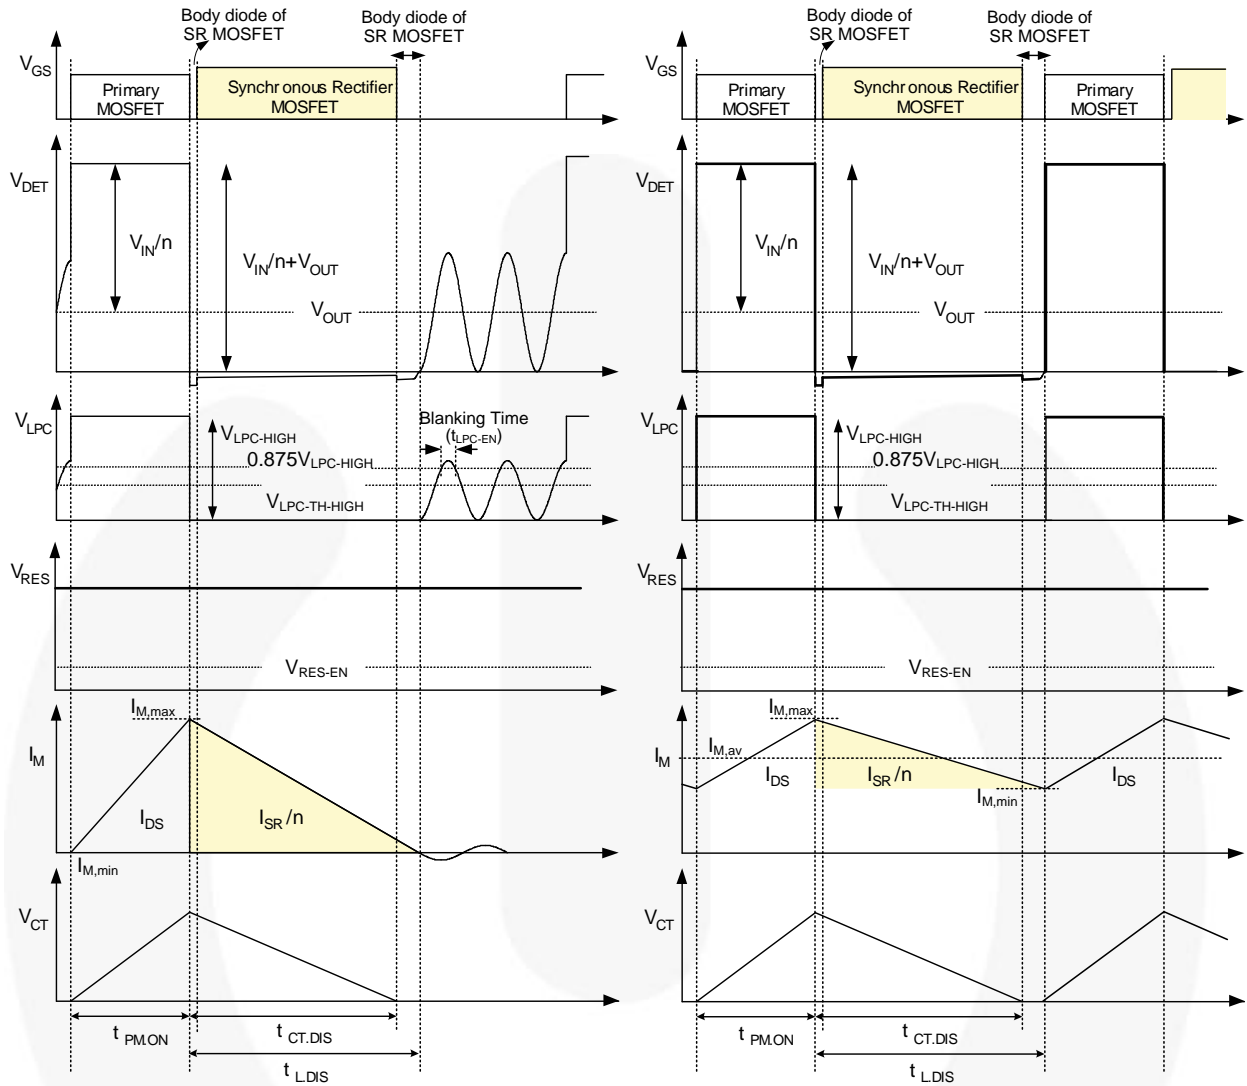 Body diode of
SR MOSFET
Body diode of
SR MOSFET
VGS
Primary
MOSFET
Synchronous Rectifier
MOSFET
VDET
VIN/n
VIN/n+VOUT
VOUT
VLPC
VLPC-HIGH
0.875VLPC-HIGH
VLPC-TH-HIGH
Blanking Time
(tLPC-EN)
VRES
VRES-EN
IM,max
IM
IDS
ISR/n
IM,min
VCT
t PM.ON
t CT.DIS
t L.DIS
Body diode of
SR MOSFET
Body diode of
SR MOSFET
VGS
Primary
MOSFET
Synchronous Rectifier
MOSFET
Primary
MOSFET
VDET
VIN/n
VIN/n+VOUT
VOUT
VLPC
VLPC-HIGH
0.875VLPC-HIGH
VLPC-TH-HIGH
VRES
VRES-EN
IM,max
IM,av
IM
IDS
ISR/n
IM,min
IDS
VCT
t PM.ON
t CT.DIS
t L.DIS